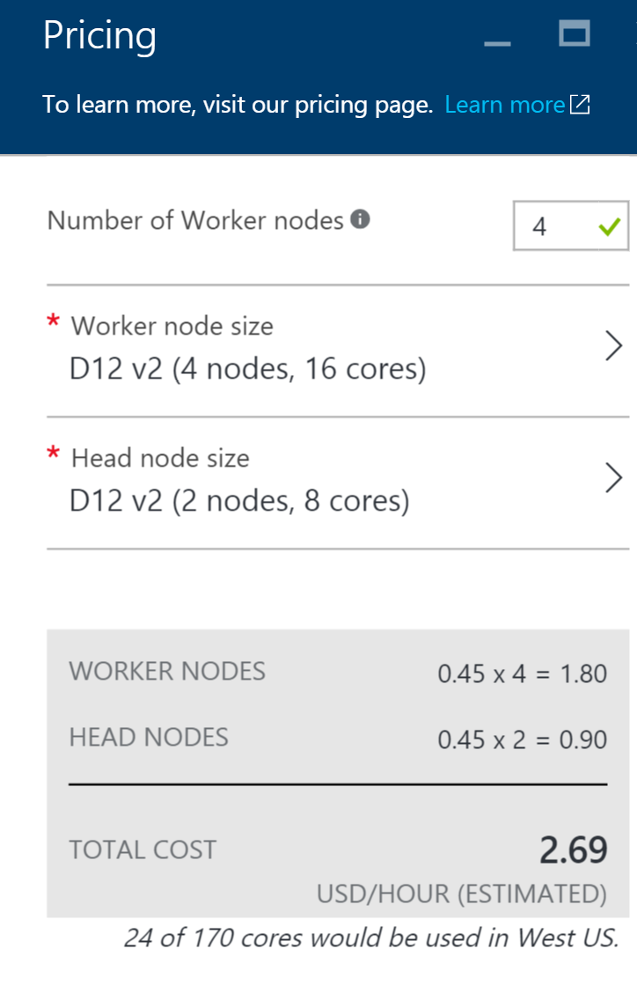 Pricing
To learn more, visit our pricing page. Learn more
Number of Worker nodes
4
* Worker node size
D12 v2 (4 nodes, 16 cores)
* Head node size
D12 v2 (2 nodes, 8 cores)
WORKER NODES 0.45 x 4 = 1.80
HEAD NODES 0.45 x 2 = 0.90
TOTAL COST 2.69
USD/HOUR (ESTIMATED)
24 of 170 cores would be used in West US.